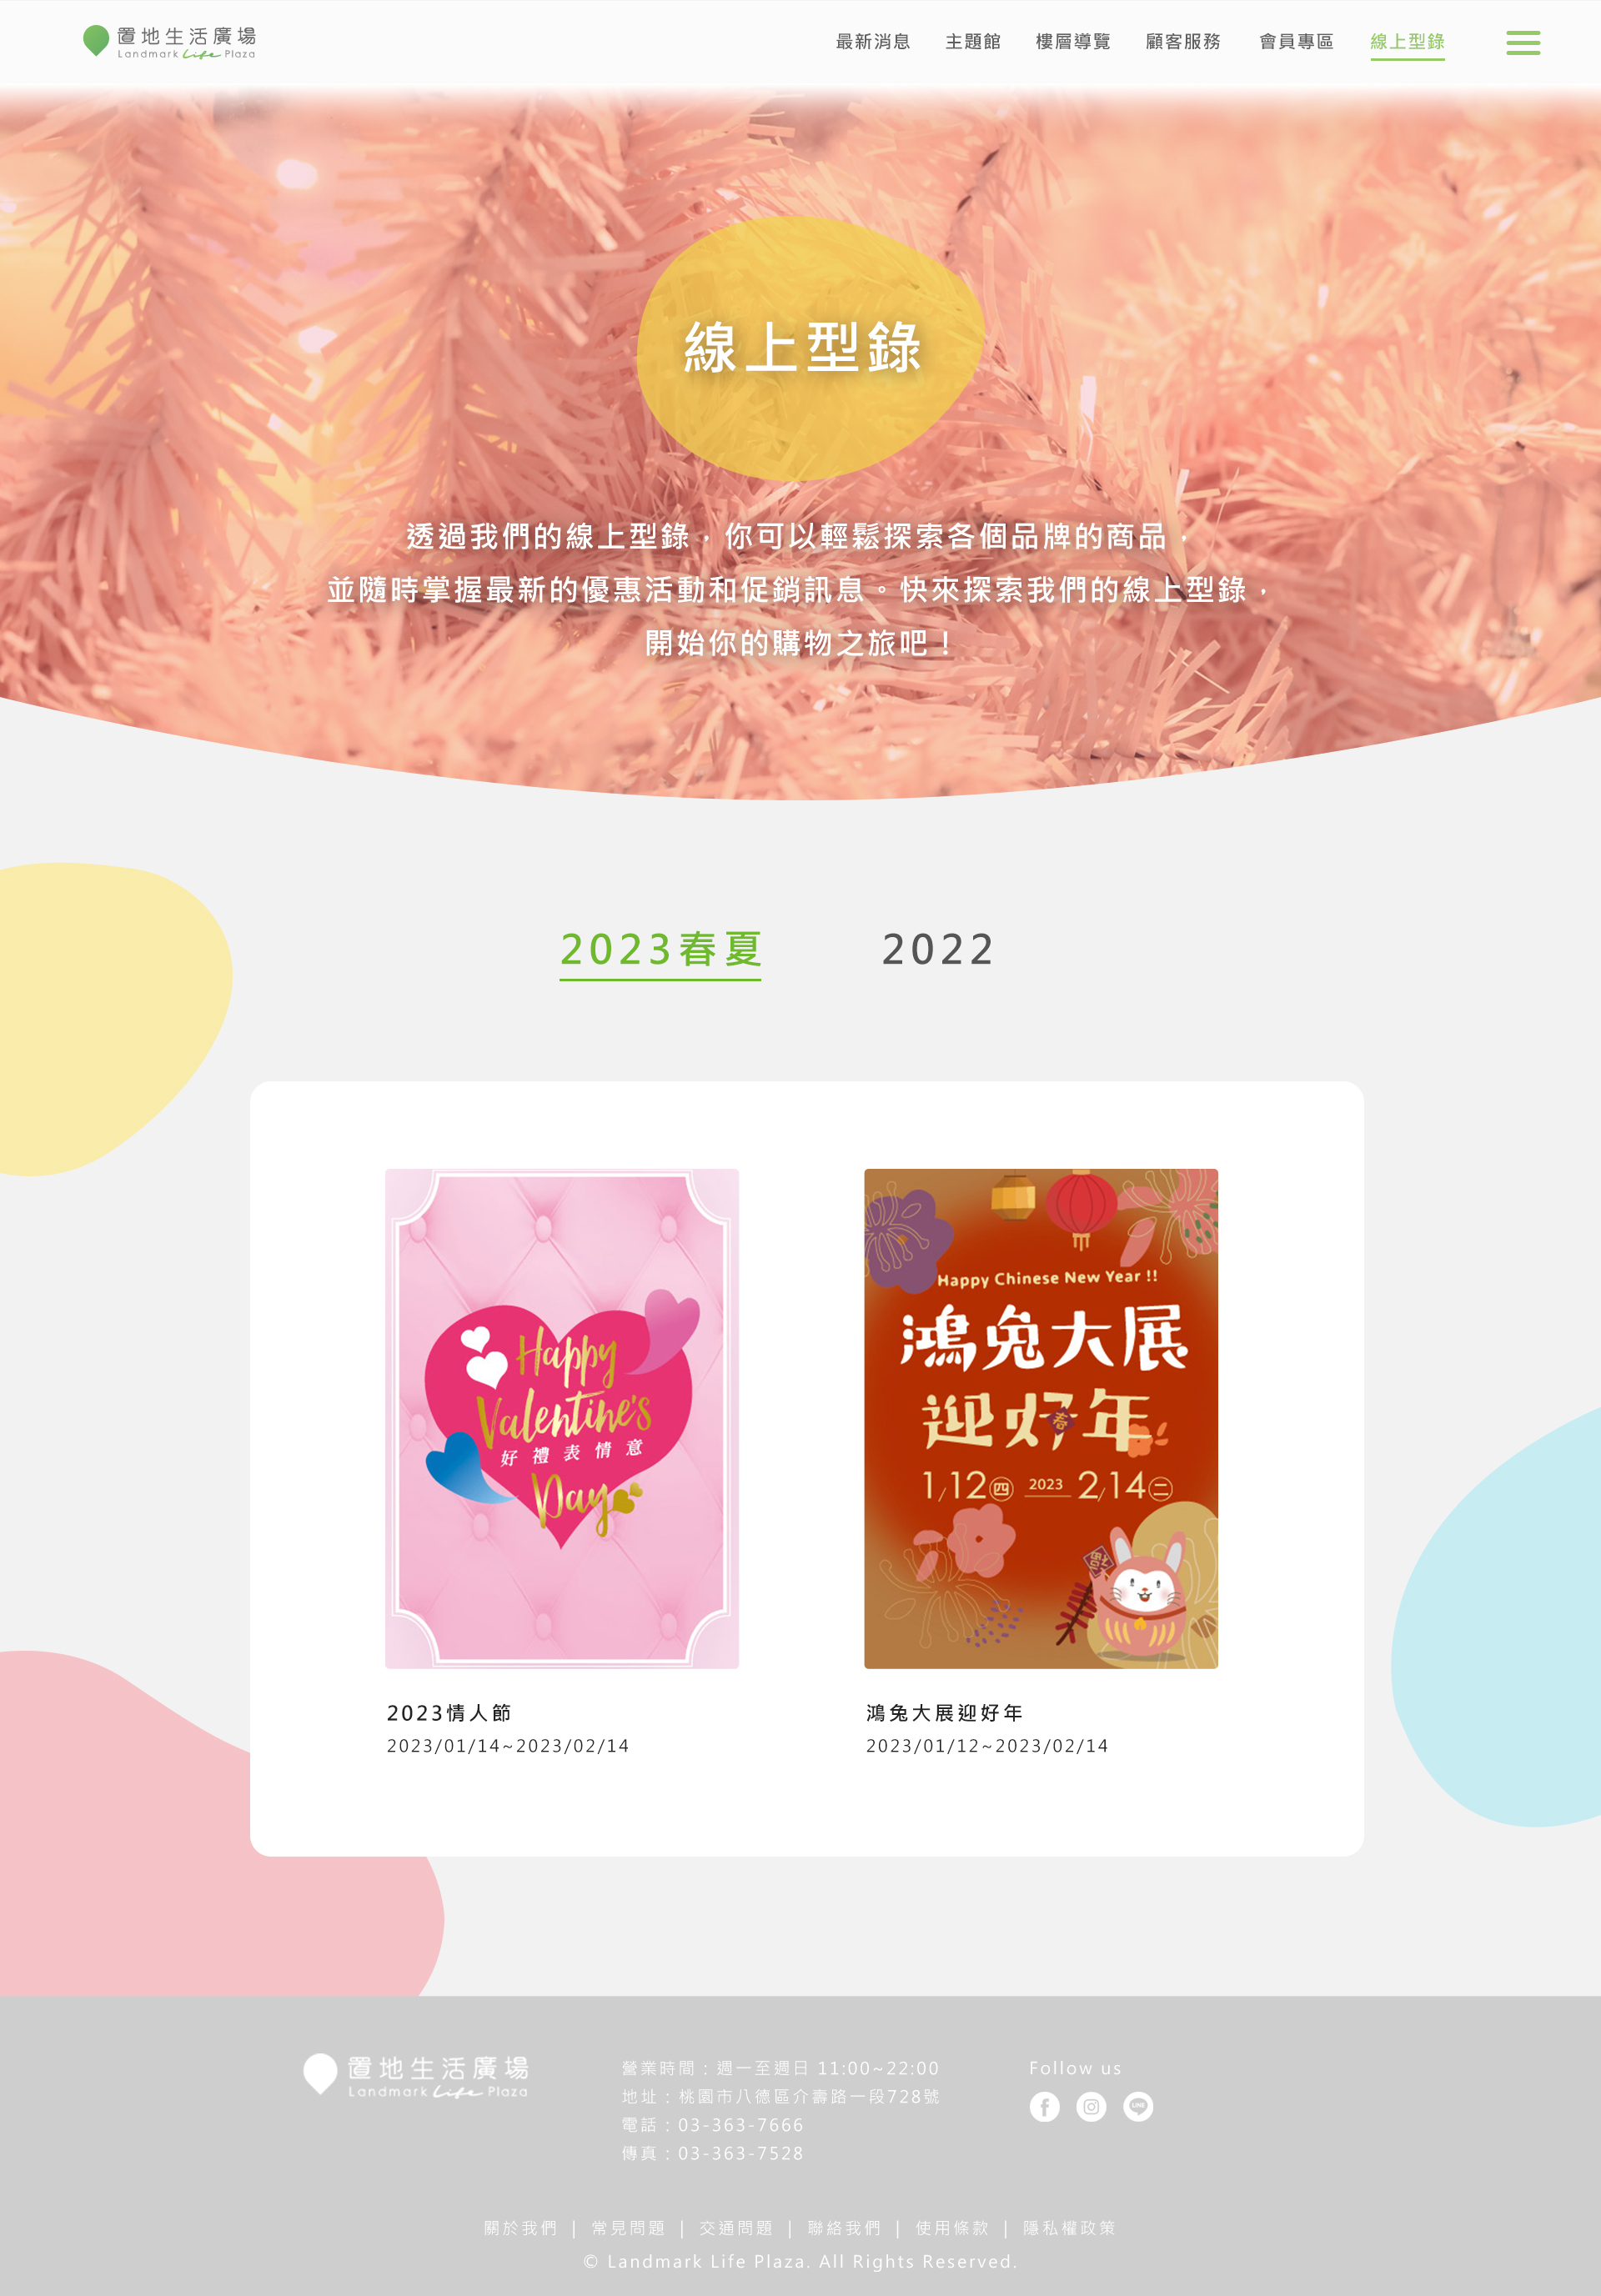 置地生活廣場
Landmark Life Plaza
最新消息 主題館 樓層導覽 顧客服務 會員專區 線上型錄
線上型錄
透過我們的線上型錄，你可以輕鬆探索各個品牌的商品，
並隨時掌握最新的優惠活動和促銷訊息。快來探索我們的線上型錄，
開始你的購物之旅吧！
2023春夏 2022
Happy
Valentine's
好禮表情意
Day
Happy Chinese New Year !!
鴻兔大展
迎好年
春
1/12㊃ 2023 2/14㊁
福
2023情人節
2023/01/14~2023/02/14
鴻兔大展迎好年
2023/01/12~2023/02/14
置地生活廣場
Landmark Life Plaza
營業時間：週一至週日 11:00~22:00
地址：桃園市八德區介壽路一段728號
電話：03-363-7666
傳真：03-363-7528
Follow us
LINE
關於我們 | 常見問題 | 交通問題 | 聯絡我們 | 使用條款 | 隱私權政策
© Landmark Life Plaza. All Rights Reserved.